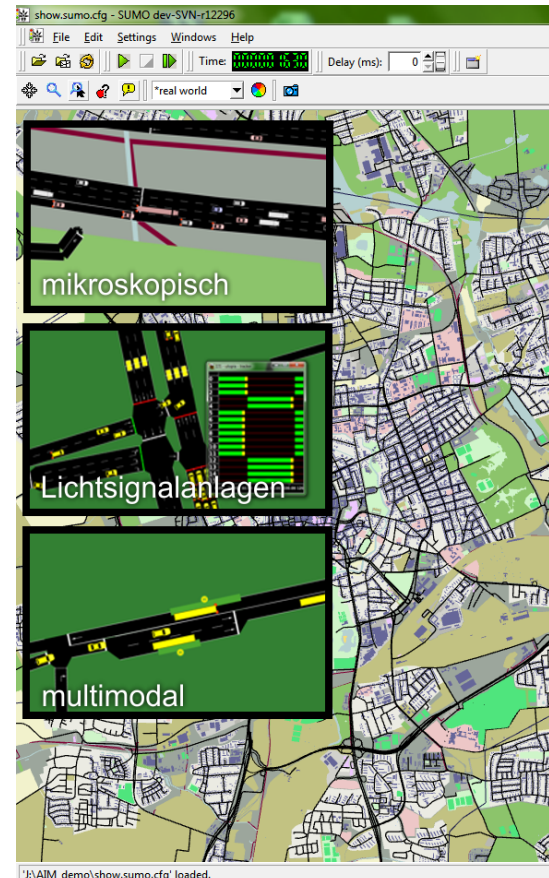 show.sumo.cfg - SUMO dev-SVN-r12296
File Edit Settings Windows Help
Time: Delay (ms): 0
*real world
mikroskopisch
Lichtsignalanlagen
multimodal
'J:\AIM_demo\show.sumo.cfg' loaded.